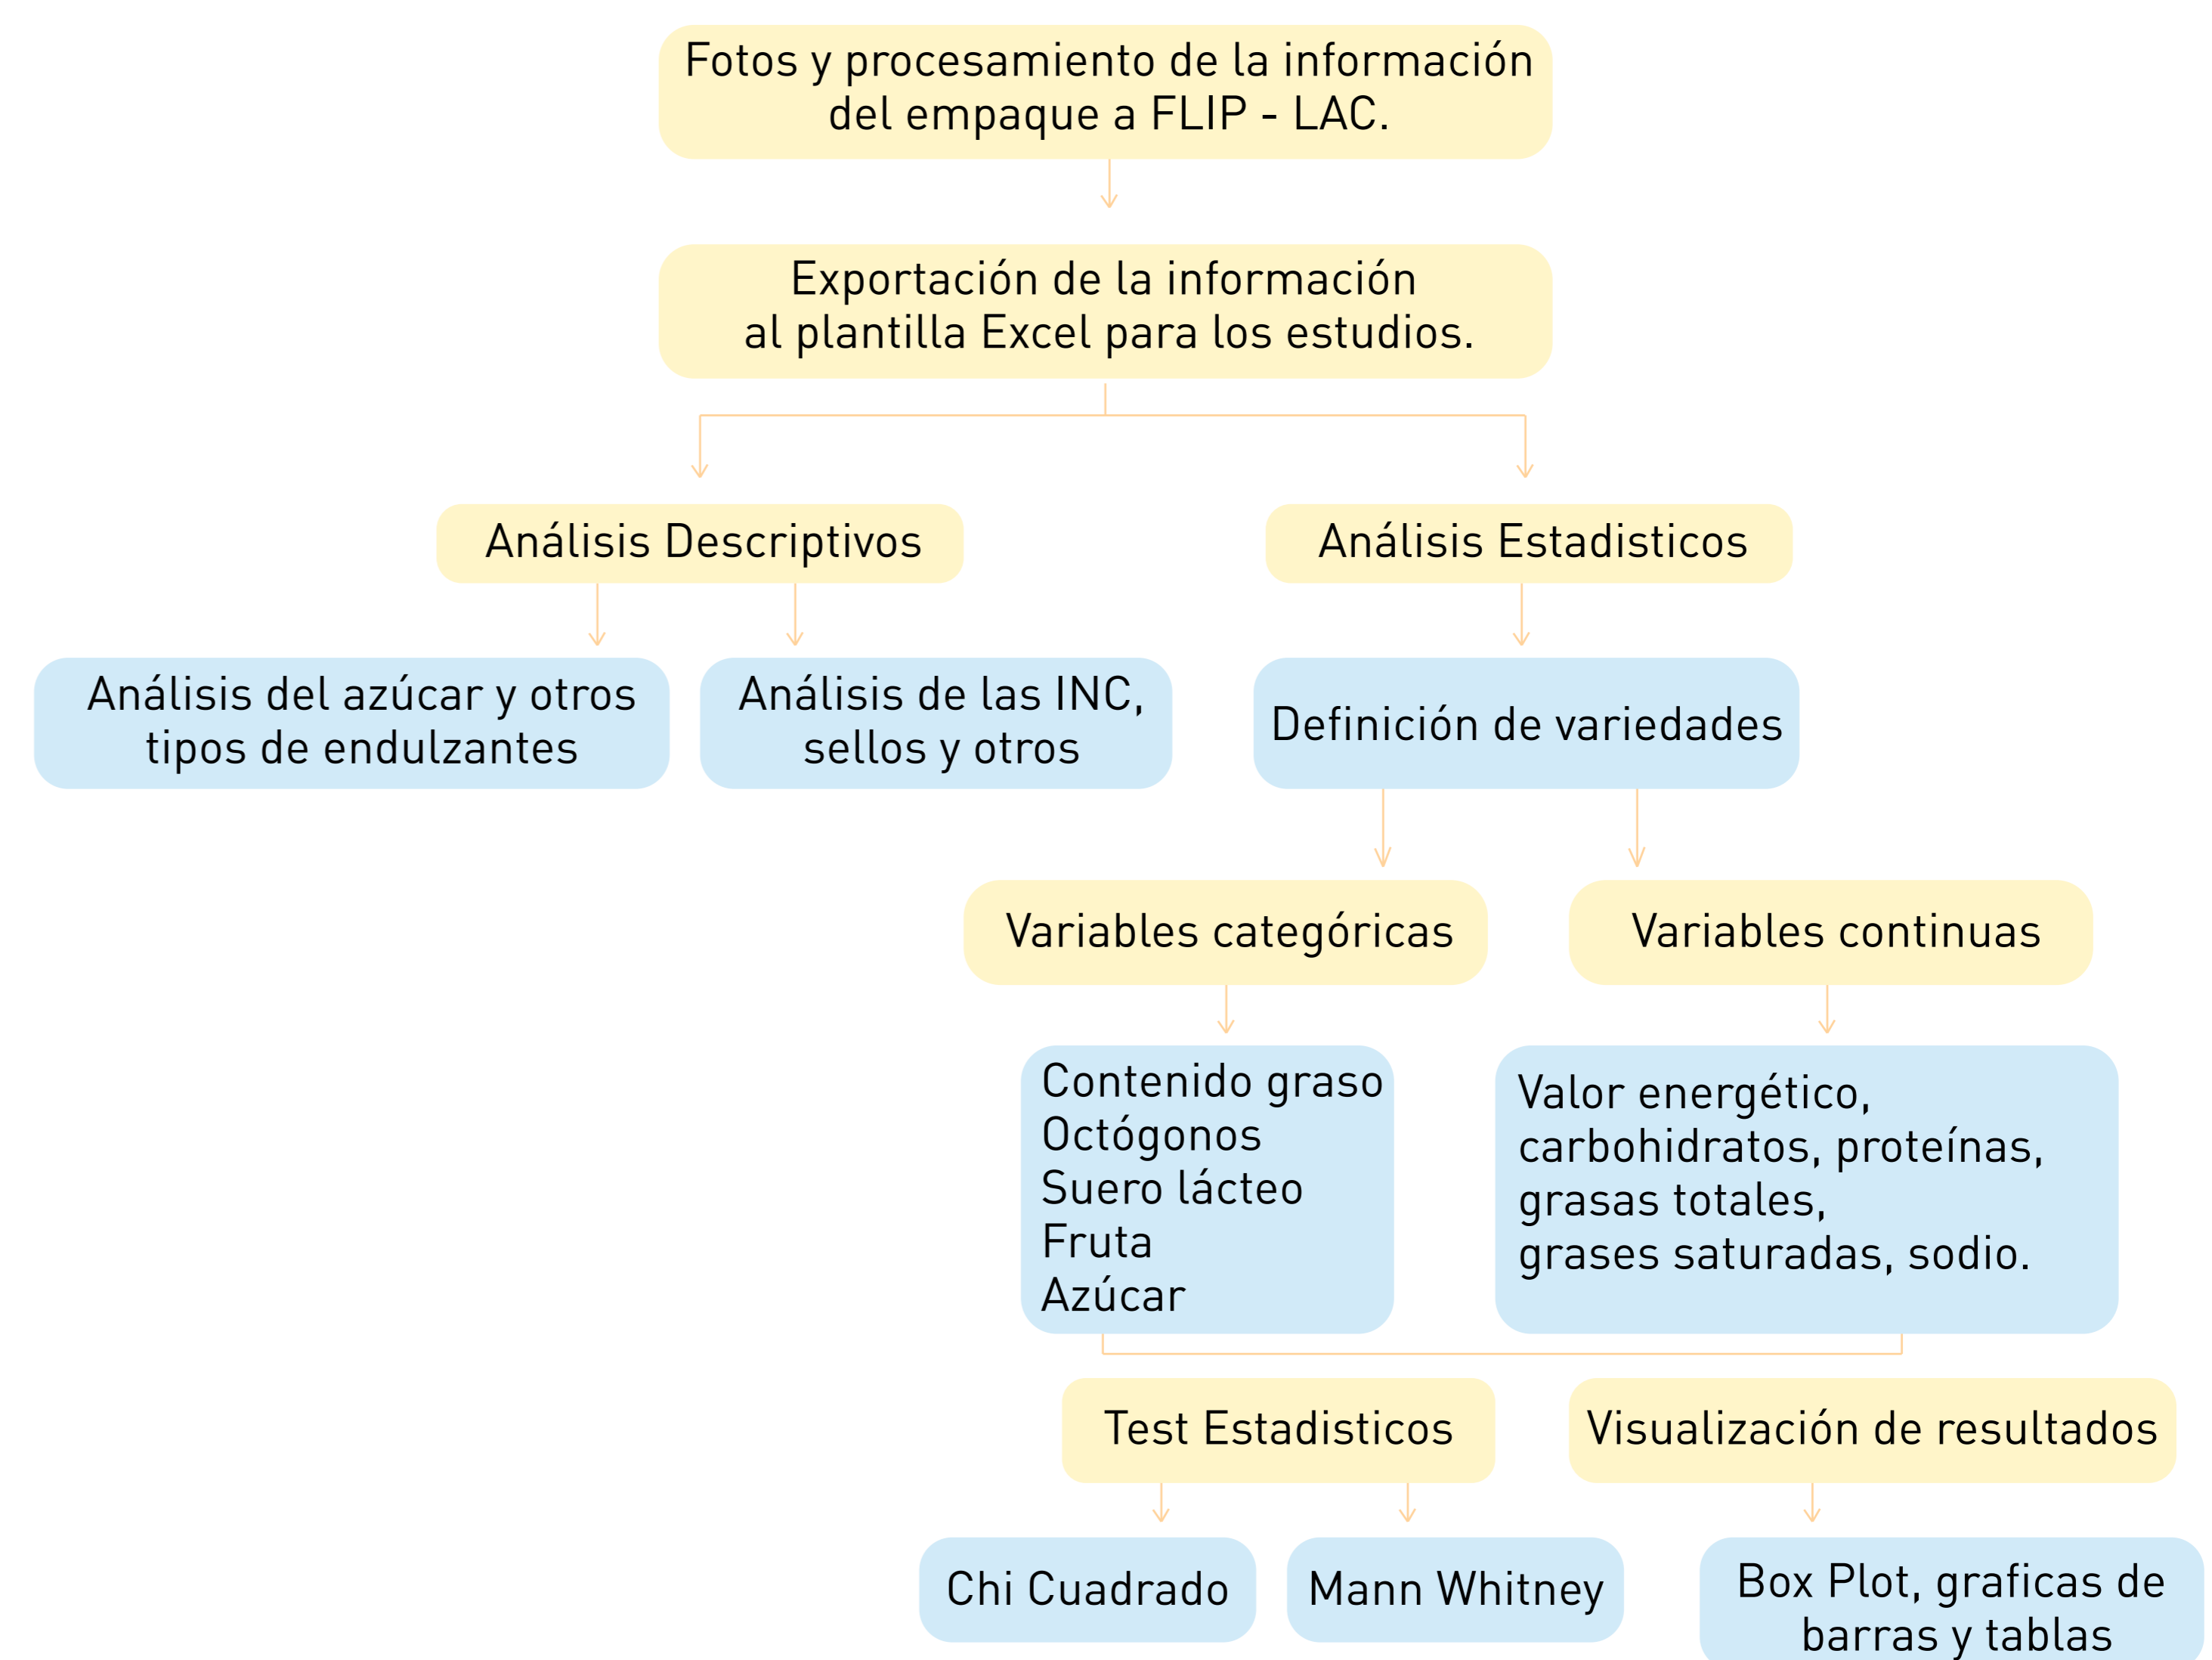 Fotos y procesamiento de la información
del empaque a FLIP - LAC.
Exportación de la información
al plantilla Excel para los estudios.
Análisis Descriptivos
Análisis Estadisticos
Análisis del azúcar y otros
tipos de endulzantes
Análisis de las INC,
sellos y otros
Definición de variedades
Variables categóricas
Variables continuas
Contenido graso
Octógonos
Suero lácteo
Fruta
Azúcar
Valor energético,
carbohidratos, proteínas,
grasas totales,
grases saturadas, sodio.
Test Estadisticos
Visualización de resultados
Chi Cuadrado
Mann Whitney
Box Plot, graficas de
barras y tablas